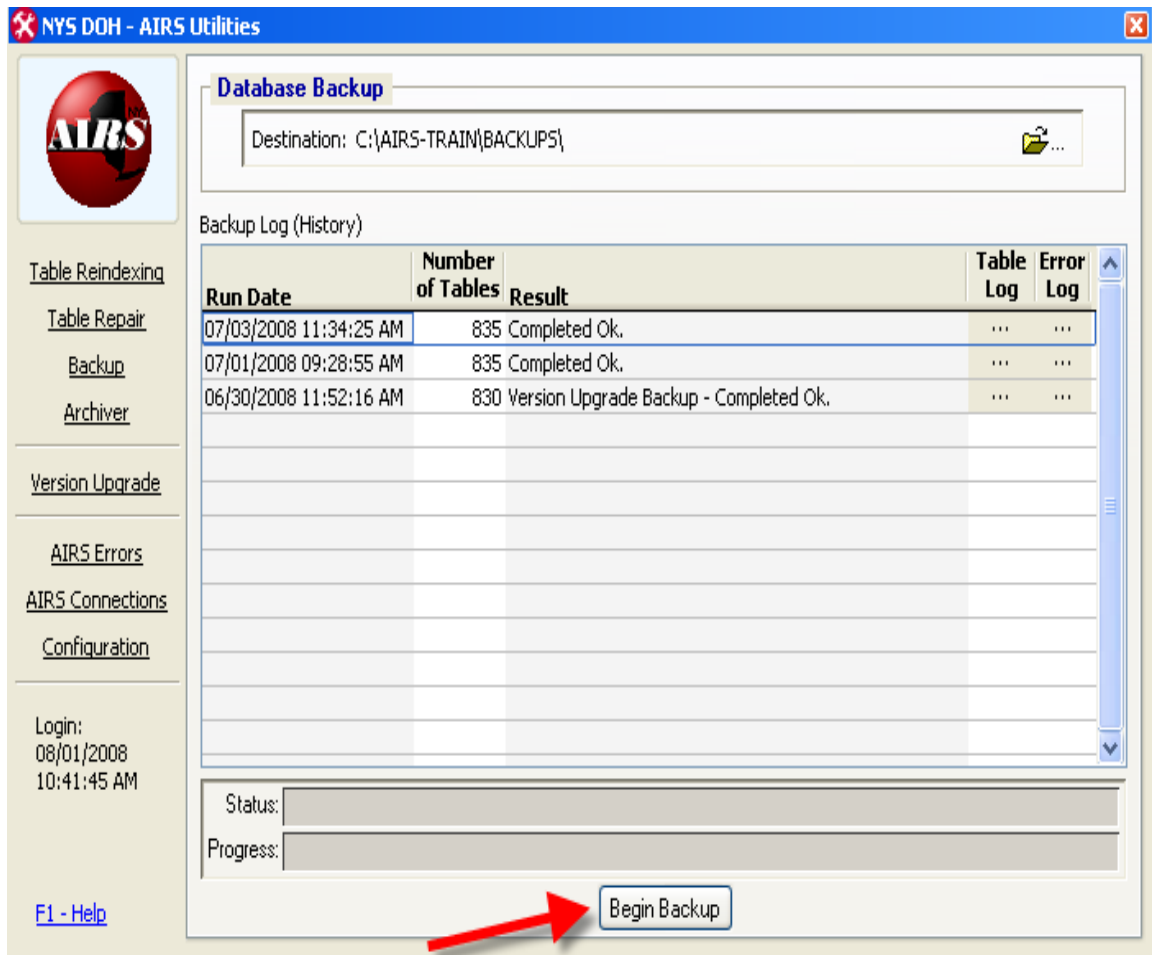 NYS DOH - AIRS Utilities
AIRS
NY
Table Reindexing
Table Repair
Backup
Archiver
Version Upgrade
AIRS Errors
AIRS Connections
Configuration
Login:
08/01/2008
10:41:45 AM
F1 - Help
Database Backup
Destination: C:\AIRS-TRAIN\BACKUPS\ ...
Backup Log (History)
Run Date Number of Tables Result Table Log Error Log
07/03/2008 11:34:25 AM 835 Completed Ok. ... ...
07/01/2008 09:28:55 AM 835 Completed Ok. ... ...
06/30/2008 11:52:16 AM 830 Version Upgrade Backup - Completed Ok. ... ...
Status:
Progress:
Begin Backup